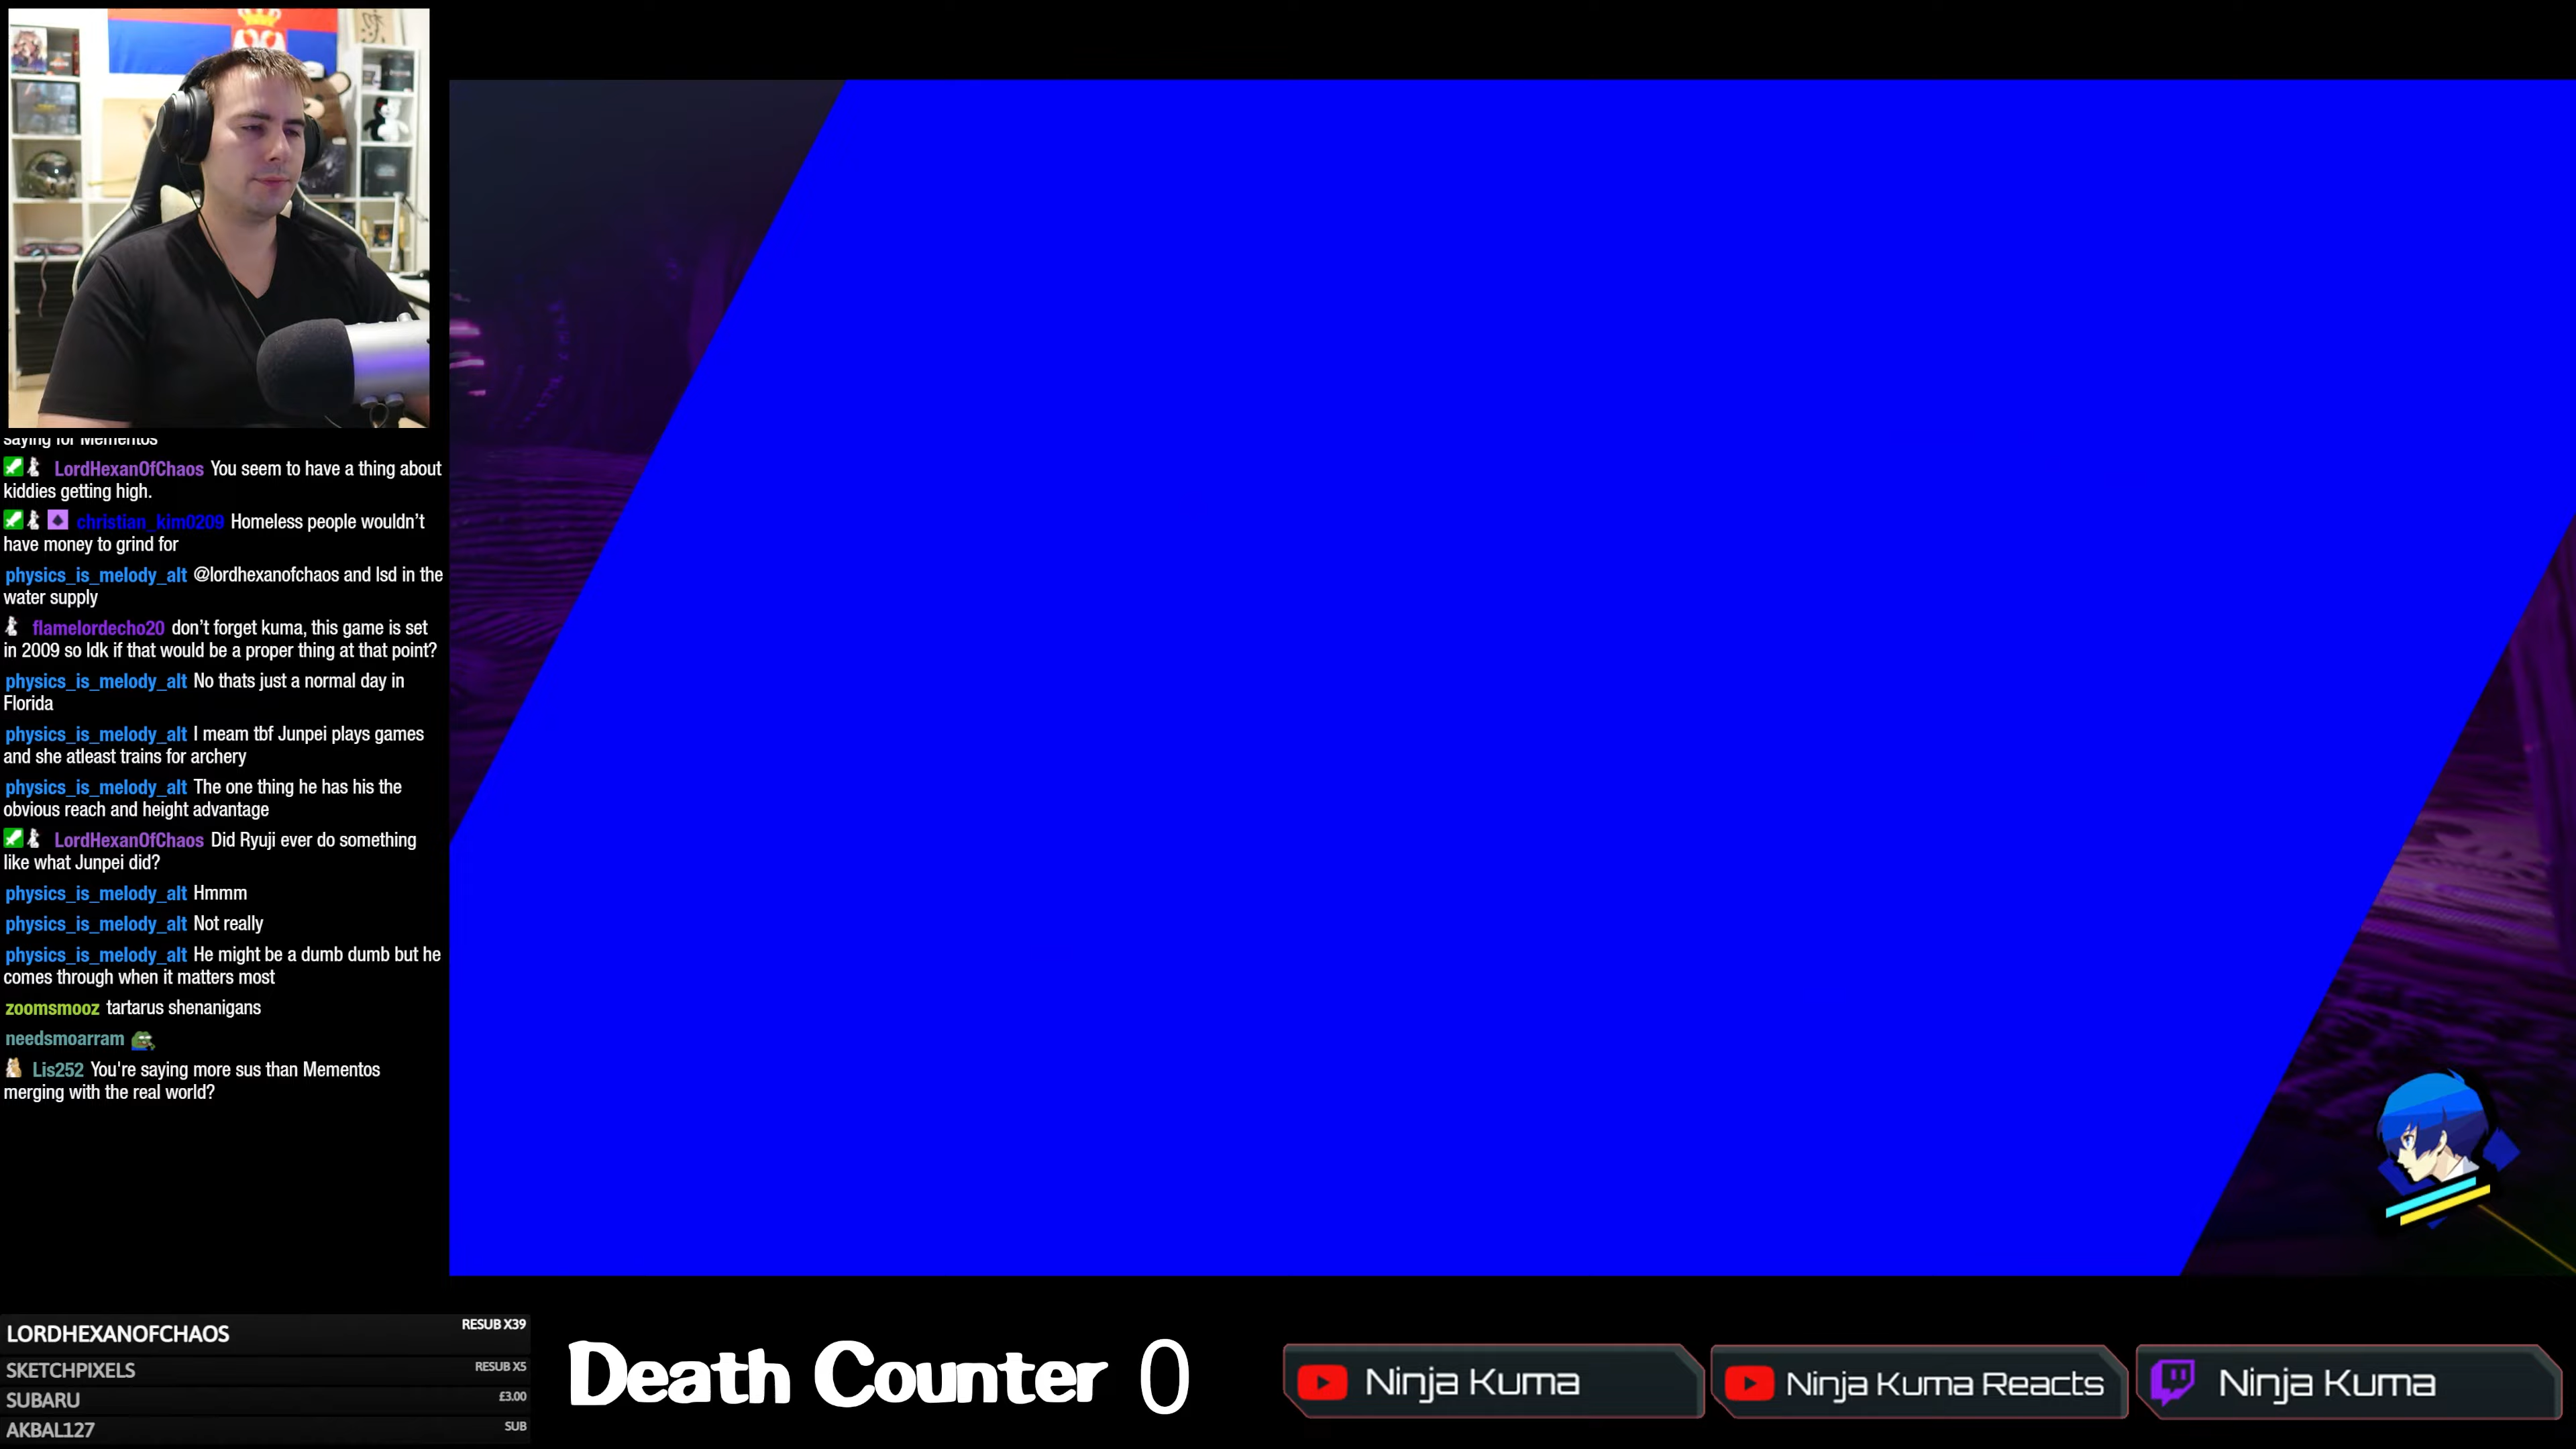 saying for Mementos
LordHexanOfChaos You seem to have a thing about
kiddies getting high.
christian_kim0209 Homeless people wouldn't
have money to grind for
physics_is_melody_alt @lordhexanofchaos and lsd in the
water supply
flamelordecho20 don't forget kuma, this game is set
in 2009 so Idk if that would be a proper thing at that point?
physics_is_melody_alt No thats just a normal day in
Florida
physics_is_melody_alt I meam tbf Junpei plays games
and she atleast trains for archery
physics_is_melody_alt The one thing he has his the
obvious reach and height advantage
LordHexanOfChaos Did Ryuji ever do something
like what Junpei did?
physics_is_melody_alt Hmmm
physics_is_melody_alt Not really
physics_is_melody_alt He might be a dumb dumb but he
comes through when it matters most
zoomsmooz tartarus shenanigans
needsmoarram
Lis252 You're saying more sus than Mementos
merging with the real world?
LORDHEXANOFCHAOS RESUB X39
SKETCHPIXELS RESUB X5
SUBARU £3.00
AKBAL127 SUB
Death Counter 0
Ninja Kuma
Ninja Kuma Reacts
Ninja Kuma